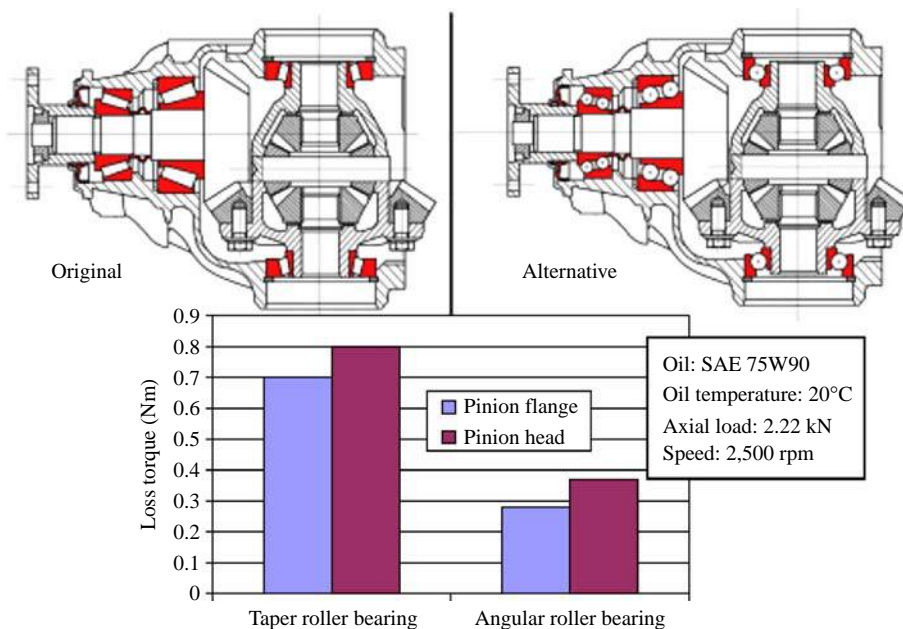 Original
Alternative
0.9
0.8
0.7
0.6
0.5
0.4
0.3
0.2
0.1
0
Loss torque (Nm)
Pinion flange
Pinion head
Oil: SAE 75W90
Oil temperature: 20°C
Axial load: 2.22 kN
Speed: 2,500 rpm
Taper roller bearing
Angular roller bearing